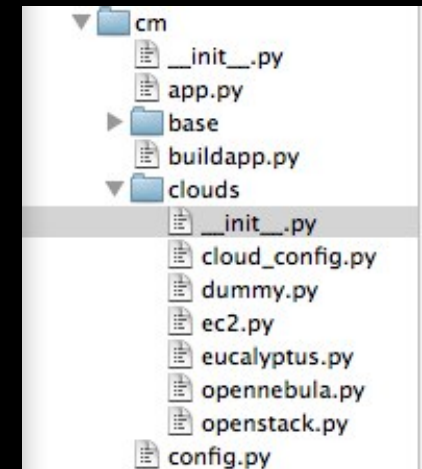 cm
__init__.py
app.py
base
buildapp.py
clouds
__init__.py
cloud_config.py
dummy.py
ec2.py
eucalyptus.py
opennebula.py
openstack.py
config.py